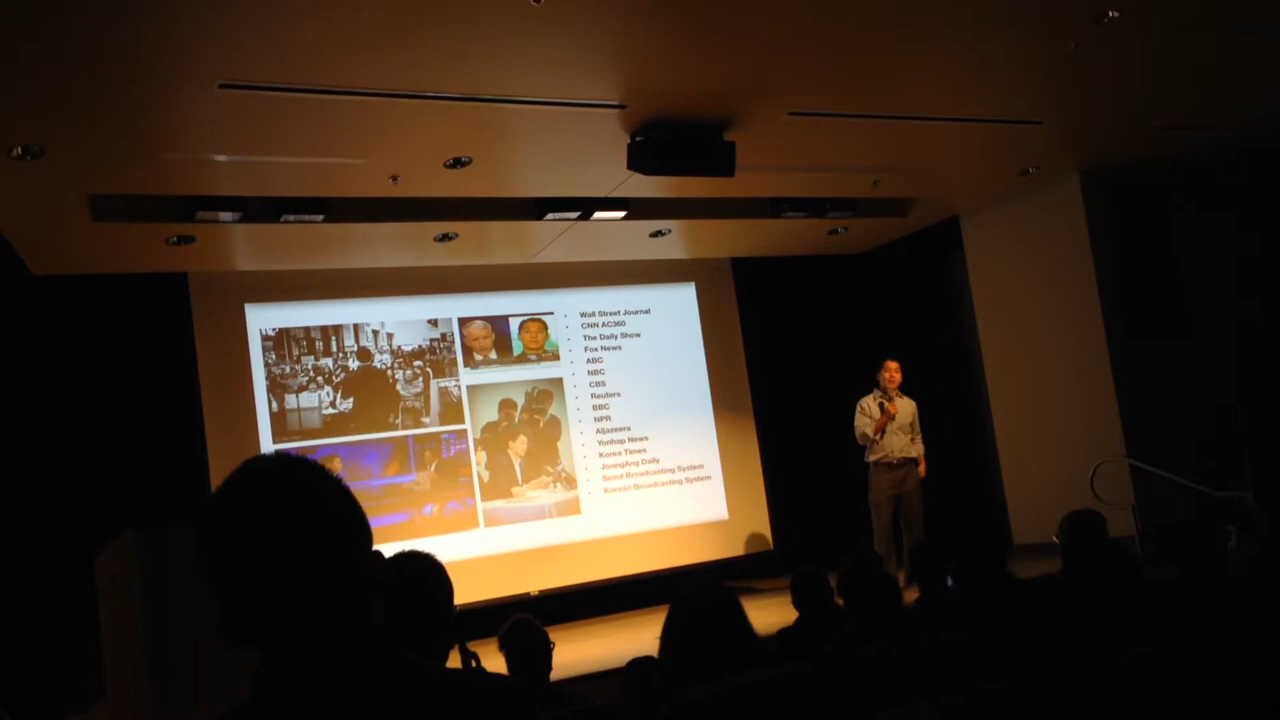 Wall Street Journal
CNN AC360
The Daily Show
Fox News
ABC
NBC
CBS
Reuters
BBC
NPR
Aljazeera
Yonhap News
Korea Times
JoongAng Daily
Seoul Broadcasting System
Korean Broadcasting System